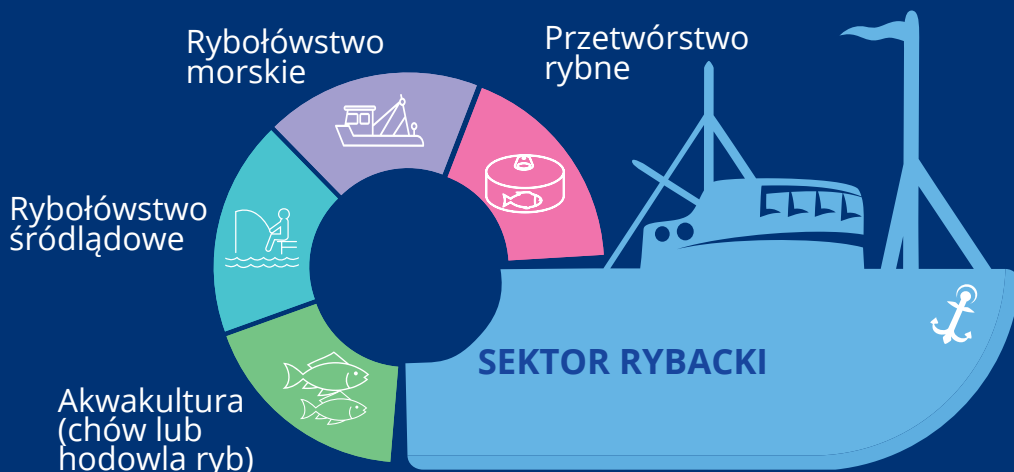 Rybołówstwo
morskie
Przetwórstwo
rybne
Rybołówstwo
śródlądowe
SEKTOR RYBACKI
Akwakultura
(chów lub
hodowla ryb)